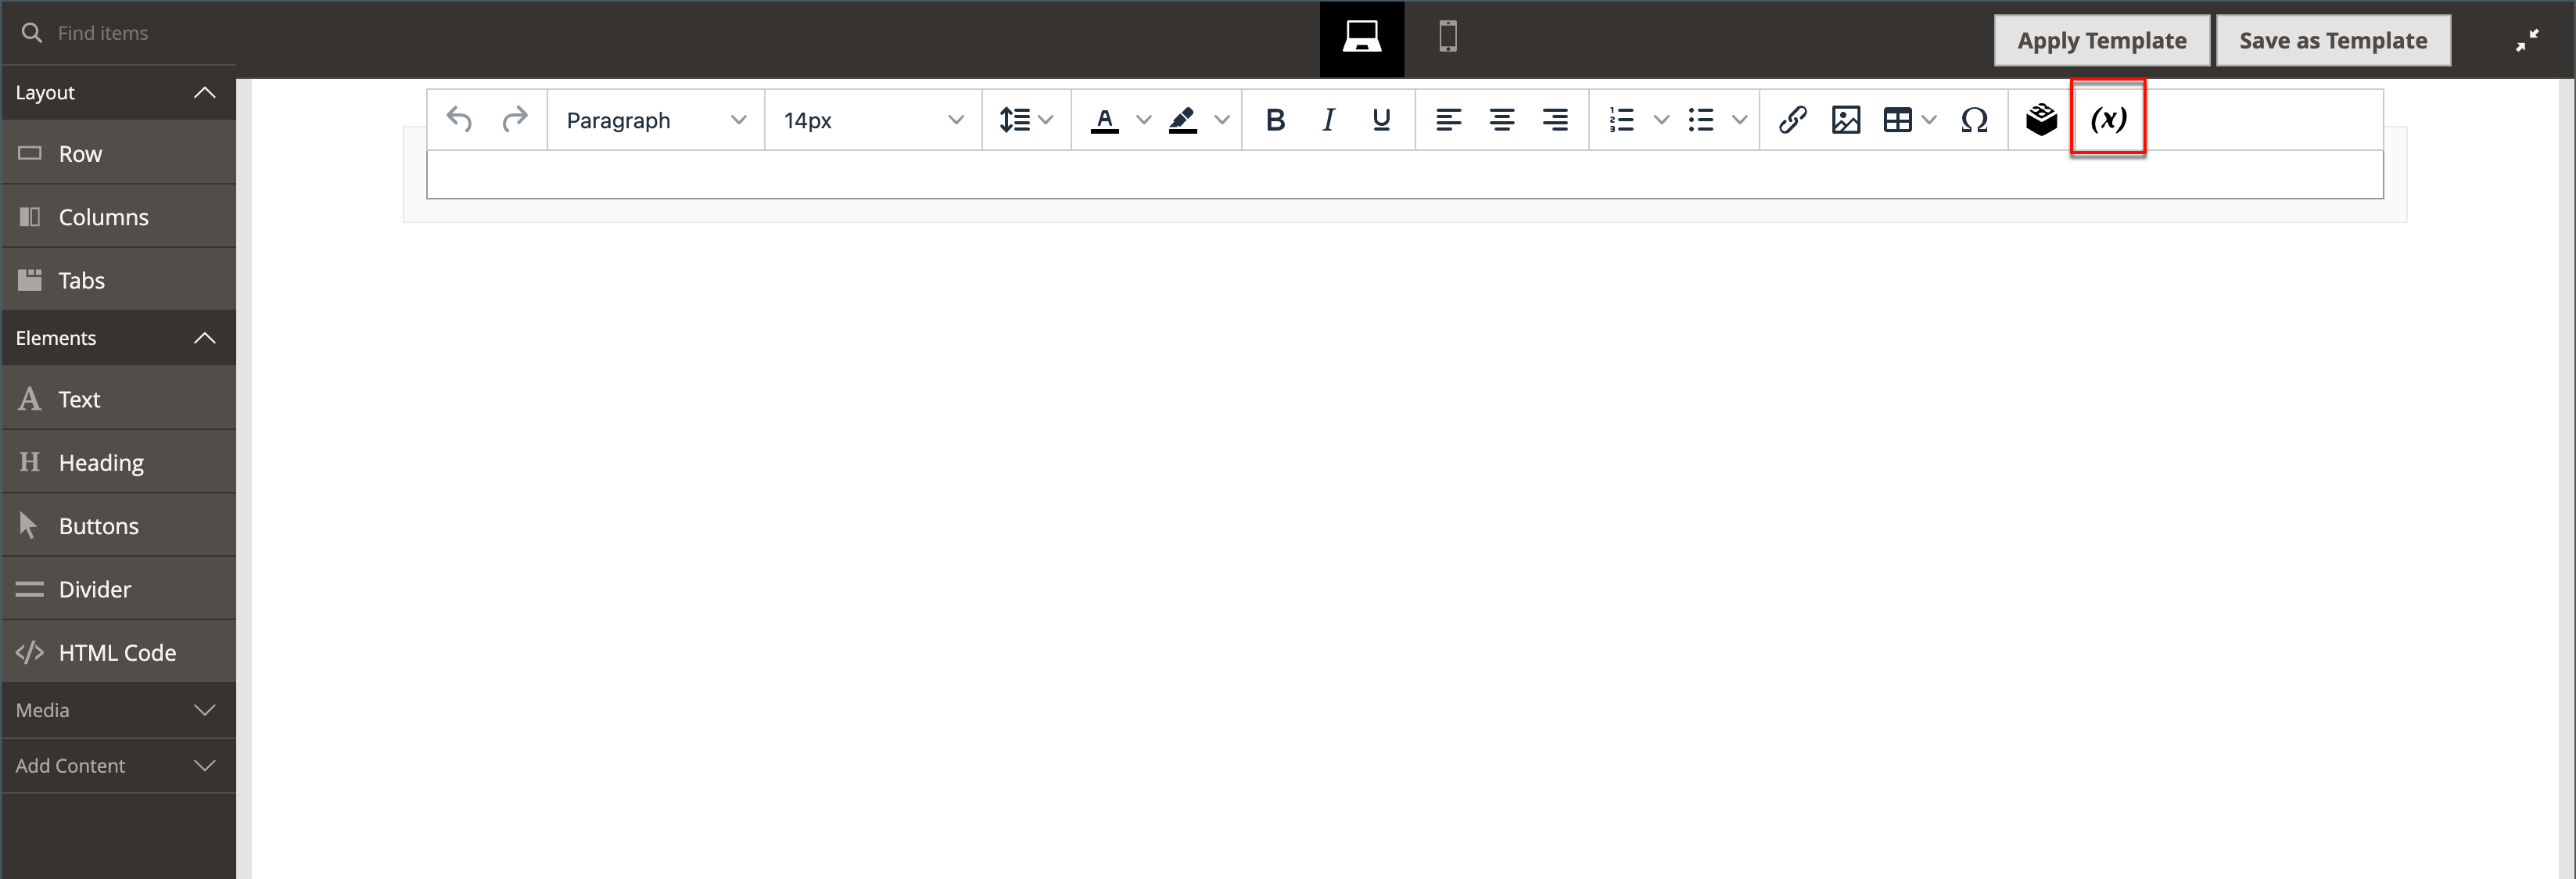 Find items
Apply Template
Save as Template
Layout
Row
Columns
Tabs
Elements
Text
Heading
Buttons
Divider
HTML Code
Media
Add Content
Paragraph
14px
A
B
I
U
Ω
(x)